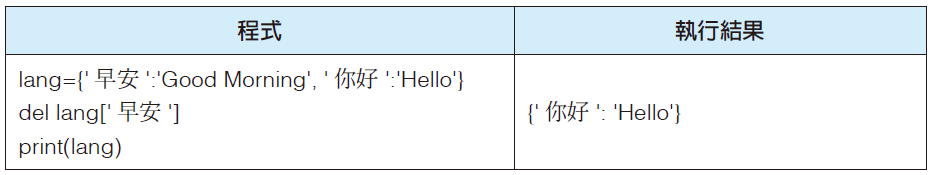 程式
執行結果
lang={' 早安 ':'Good Morning', ' 你好 ':'Hello'}
del lang[' 早安 ']
print(lang)
{' 你好 ': 'Hello'}